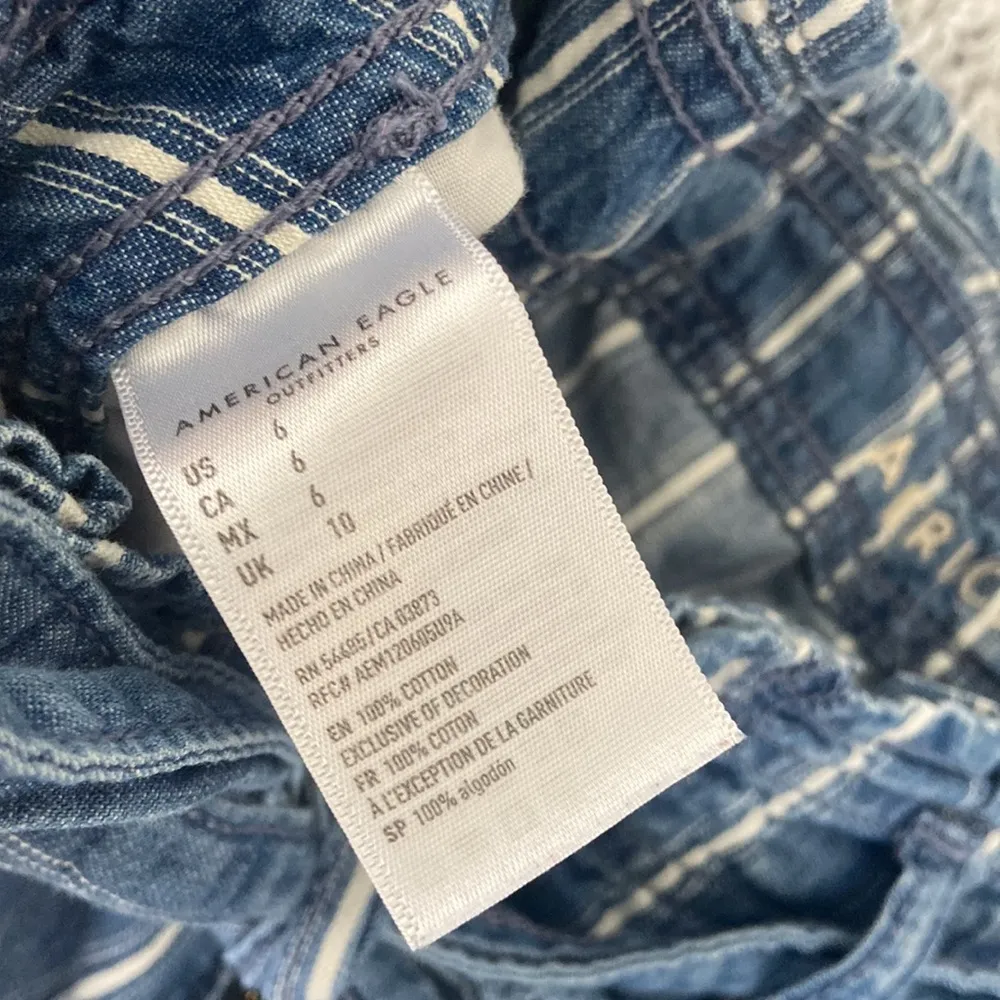 AMERICAN EAGLE
OUTFITTERS
US 6
CA 6
MX 6
UK 10
MADE IN CHINA / FABRIQUÉ EN CHINE /
HECHO EN CHINA
RN 54485/CA 03873
RFC# AEM120605U9A
EN 100% COTTON
EXCLUSIVE OF DECORATION
FR 100% COTON
À L'EXCEPTION DE LA GARNITURE
SP 100% algodón